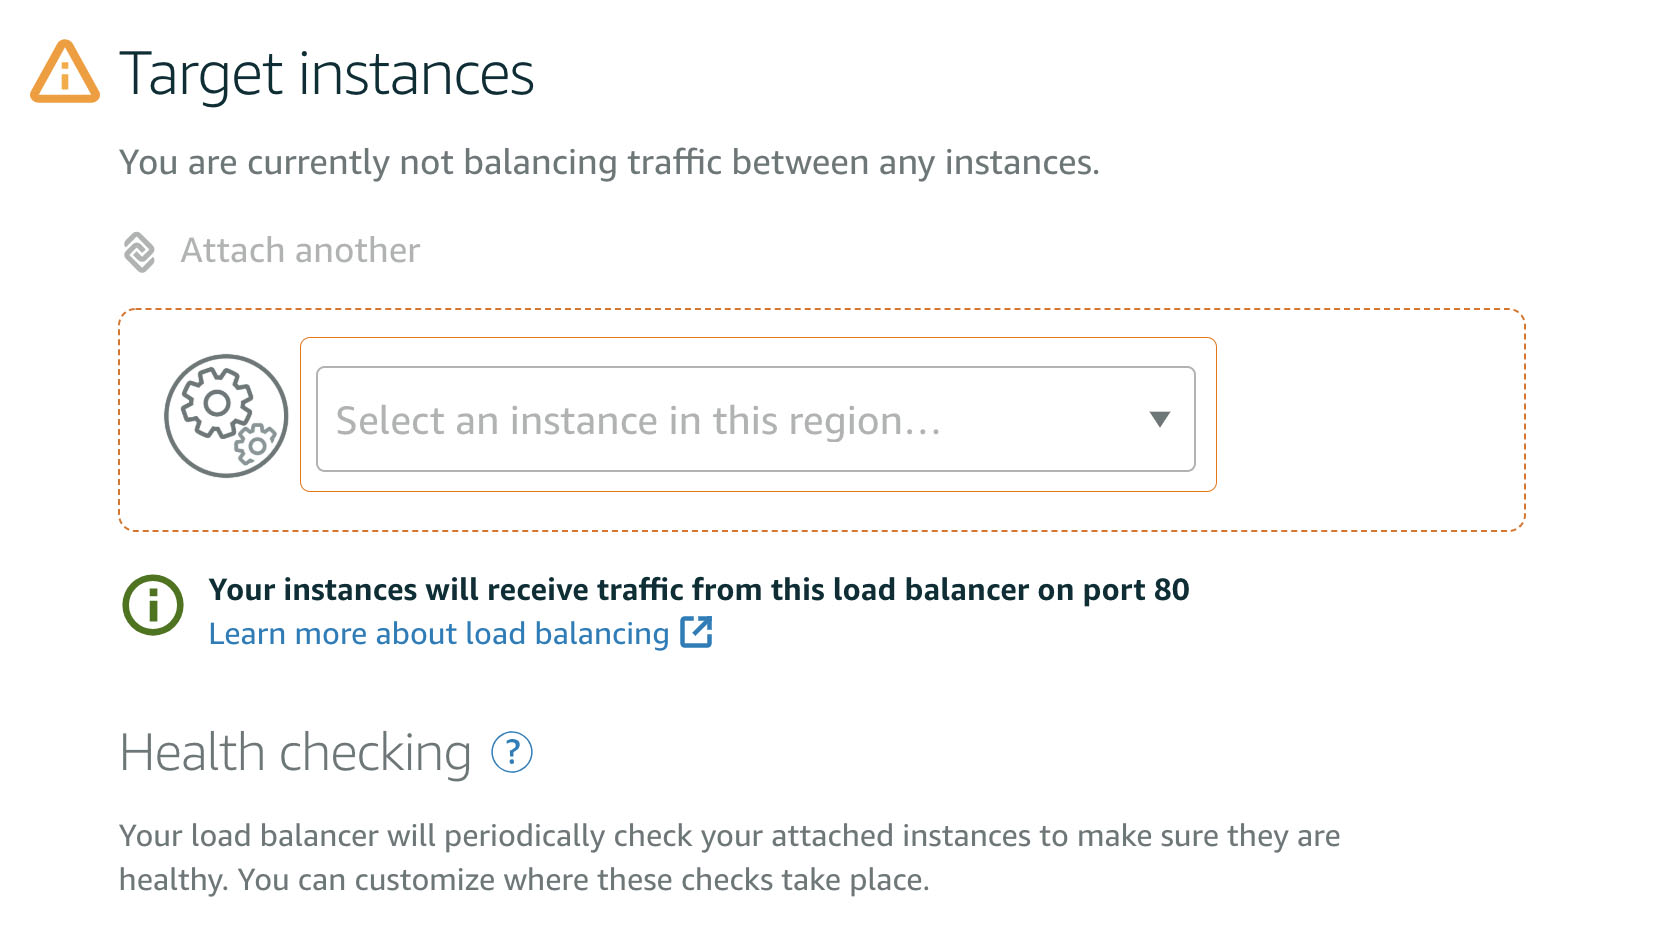 Target instances
You are currently not balancing traffic between any instances.
Attach another
Select an instance in this region...
Your instances will receive traffic from this load balancer on port 80
Learn more about load balancing
Health checking ?
Your load balancer will periodically check your attached instances to make sure they are
healthy. You can customize where these checks take place.